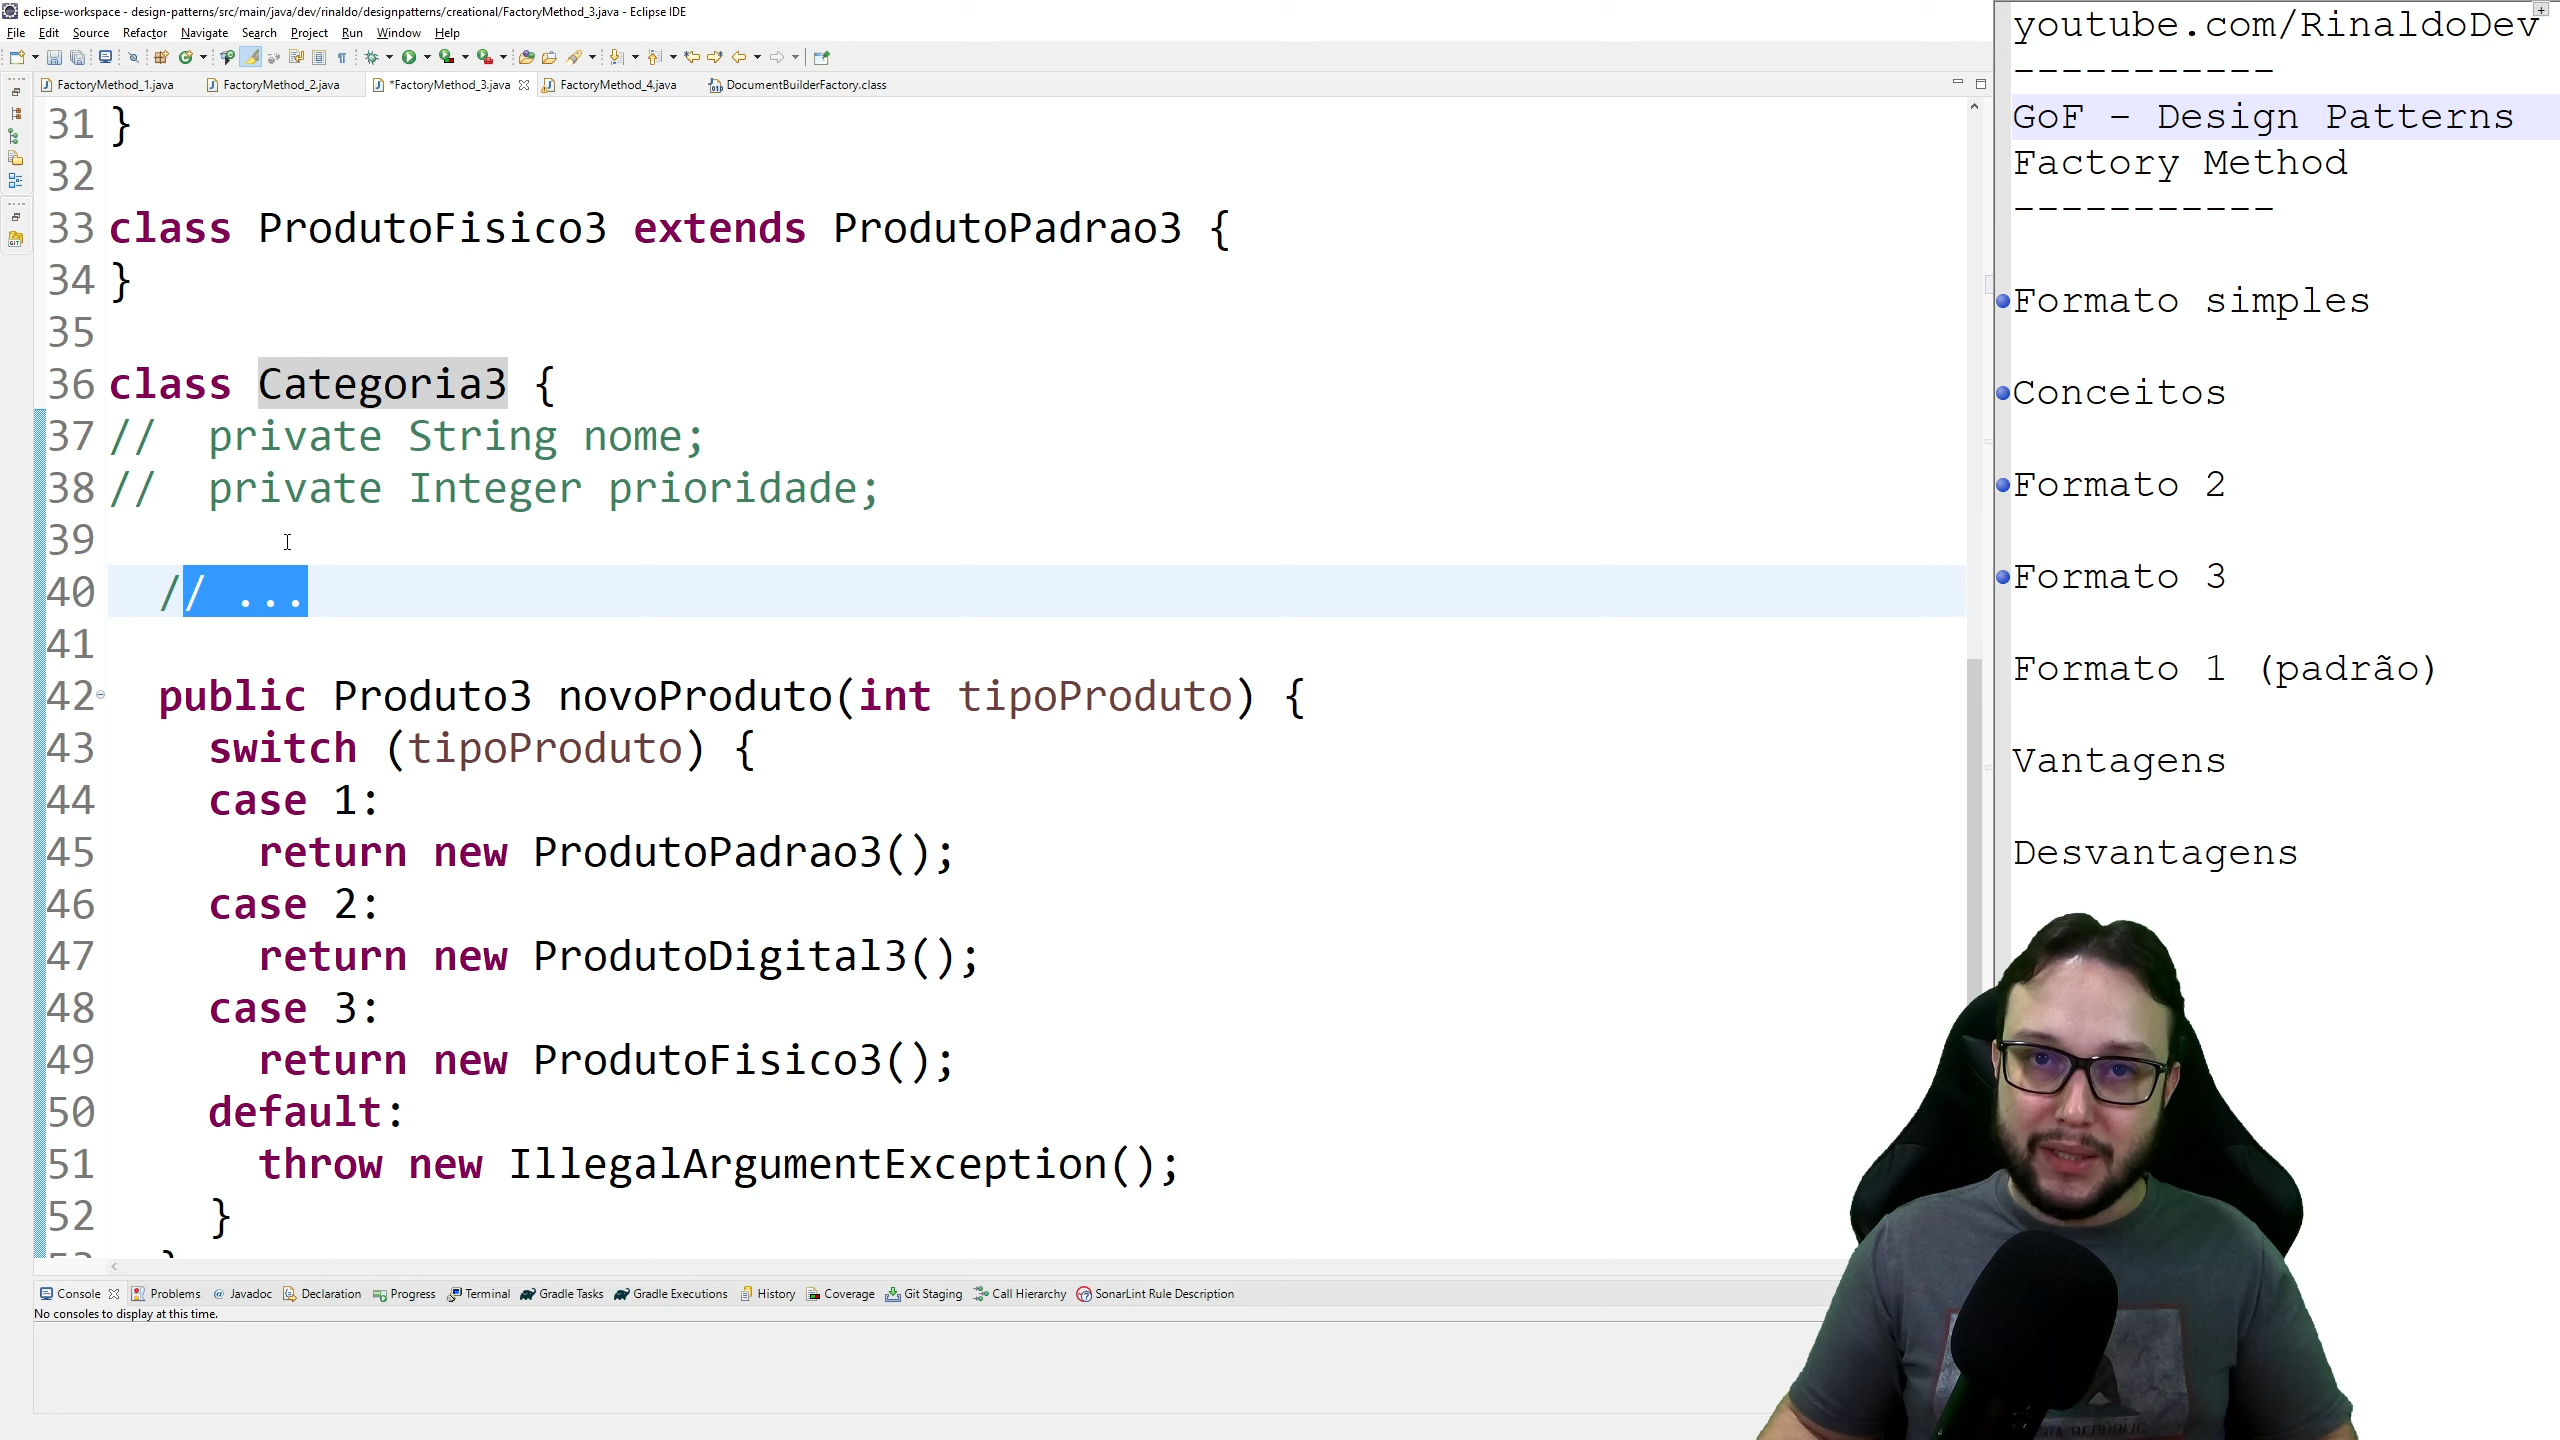 eclipse-workspace - design-patterns/src/main/java/dev/rinaldo/designpatterns/creational/FactoryMethod_3.java - Eclipse IDE
File Edit Source Refactor Navigate Search Project Run Window Help
FactoryMethod_1.java FactoryMethod_2.java *FactoryMethod_3.java FactoryMethod_4.java DocumentBuilderFactory.class
31 }
32
33 class ProdutoFisico3 extends ProdutoPadrao3 {
34 }
35
36 class Categoria3 {
37 //  private String nome;
38 //  private Integer prioridade;
39
40   // ...
41
42   public Produto3 novoProduto(int tipoProduto) {
43     switch (tipoProduto) {
44     case 1:
45       return new ProdutoPadrao3();
46     case 2:
47       return new ProdutoDigital3();
48     case 3:
49       return new ProdutoFisico3();
50     default:
51       throw new IllegalArgumentException();
52     }
Console Problems Javadoc Declaration Progress Terminal Gradle Tasks Gradle Executions History Coverage Git Staging Call Hierarchy SonarLint Rule Description
No consoles to display at this time.
youtube.com/RinaldoDev
-----------
GoF - Design Patterns
Factory Method
-----------
Formato simples
Conceitos
Formato 2
Formato 3
Formato 1 (padrão)
Vantagens
Desvantagens